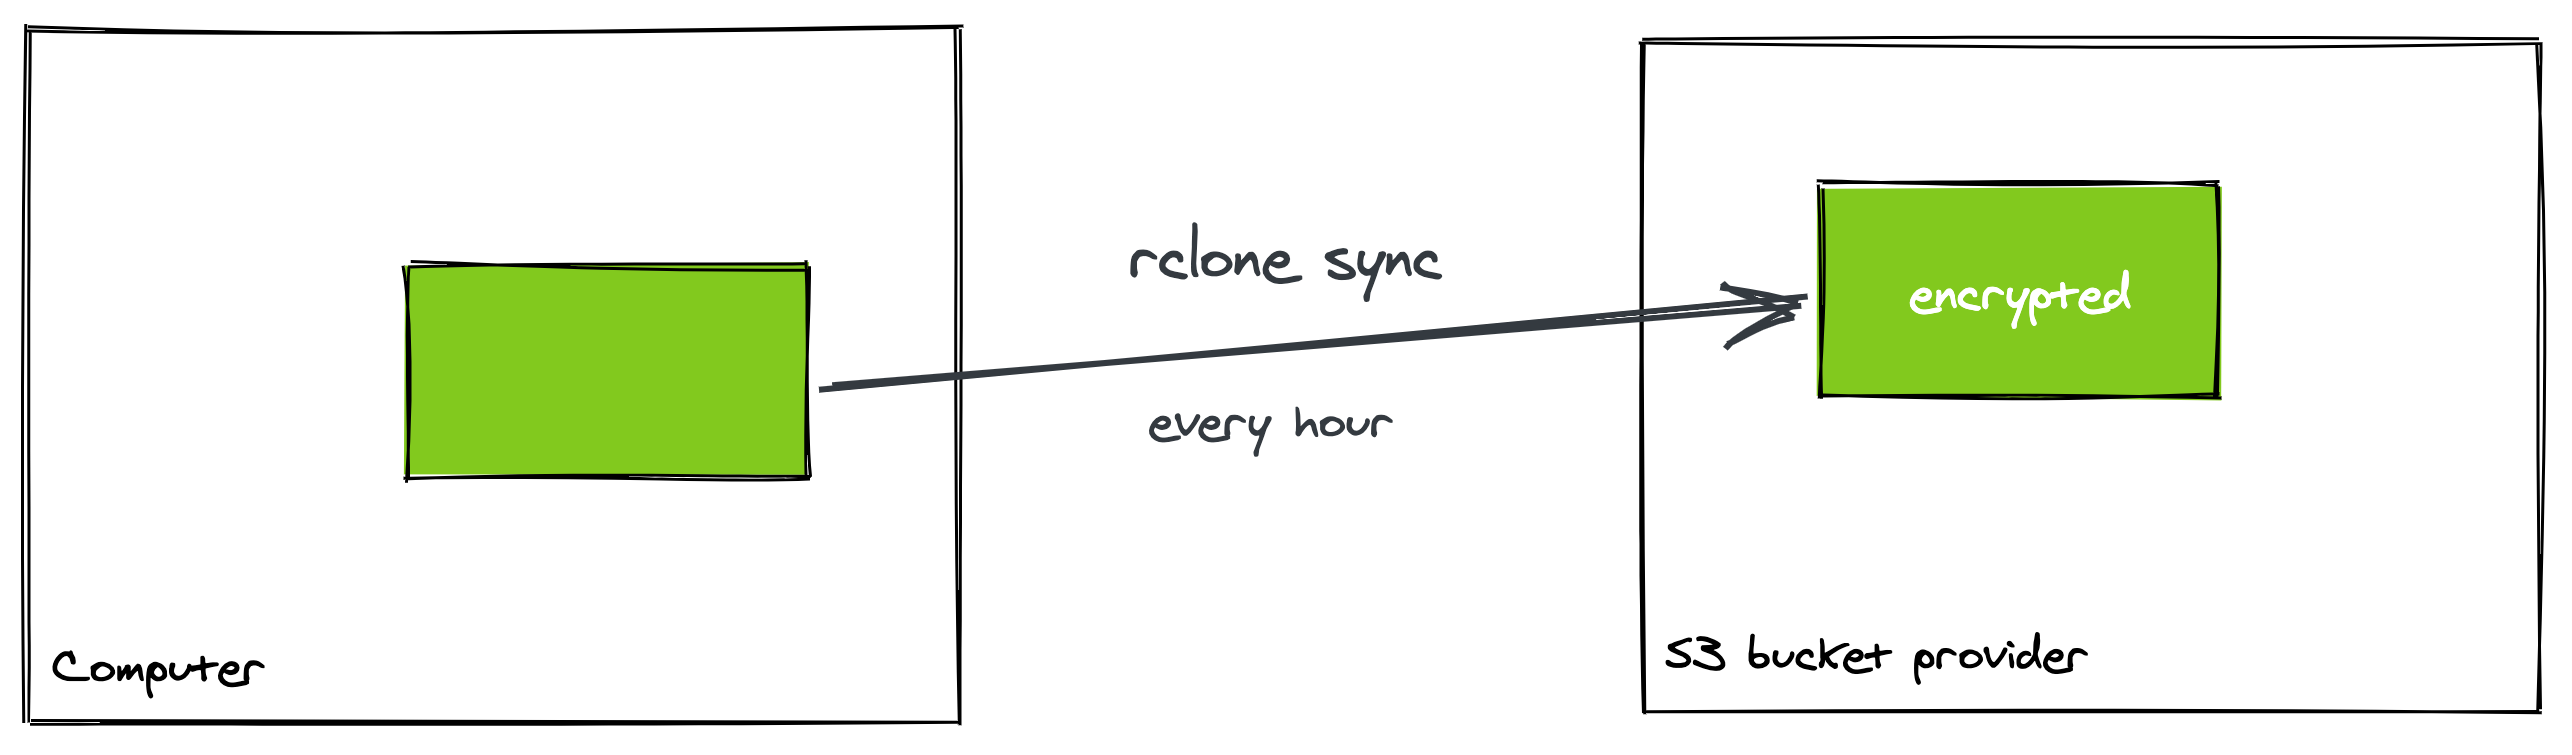 rclone sync
every hour
encrypted
Computer
S3 bucket provider